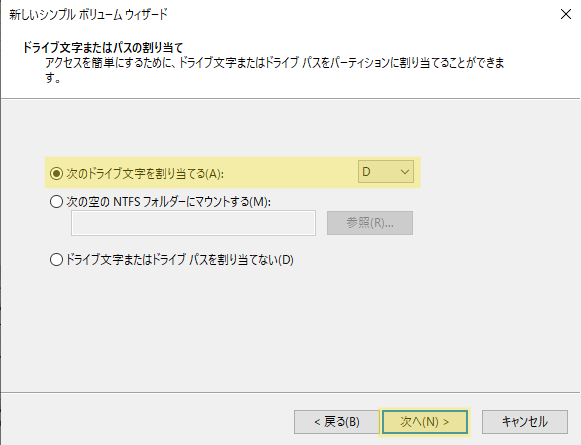 新しいシンプル ボリューム ウィザード
ドライブ文字またはパスの割り当て
アクセスを簡単にするために、ドライブ文字またはドライブ パスをパーティションに割り当てることができま
す。
次のドライブ文字を割り当てる(A):
D
次の空の NTFS フォルダーにマウントする(M):
参照(R)...
ドライブ文字またはドライブ パスを割り当てない(D)
< 戻る(B)
次へ(N) >
キャンセル